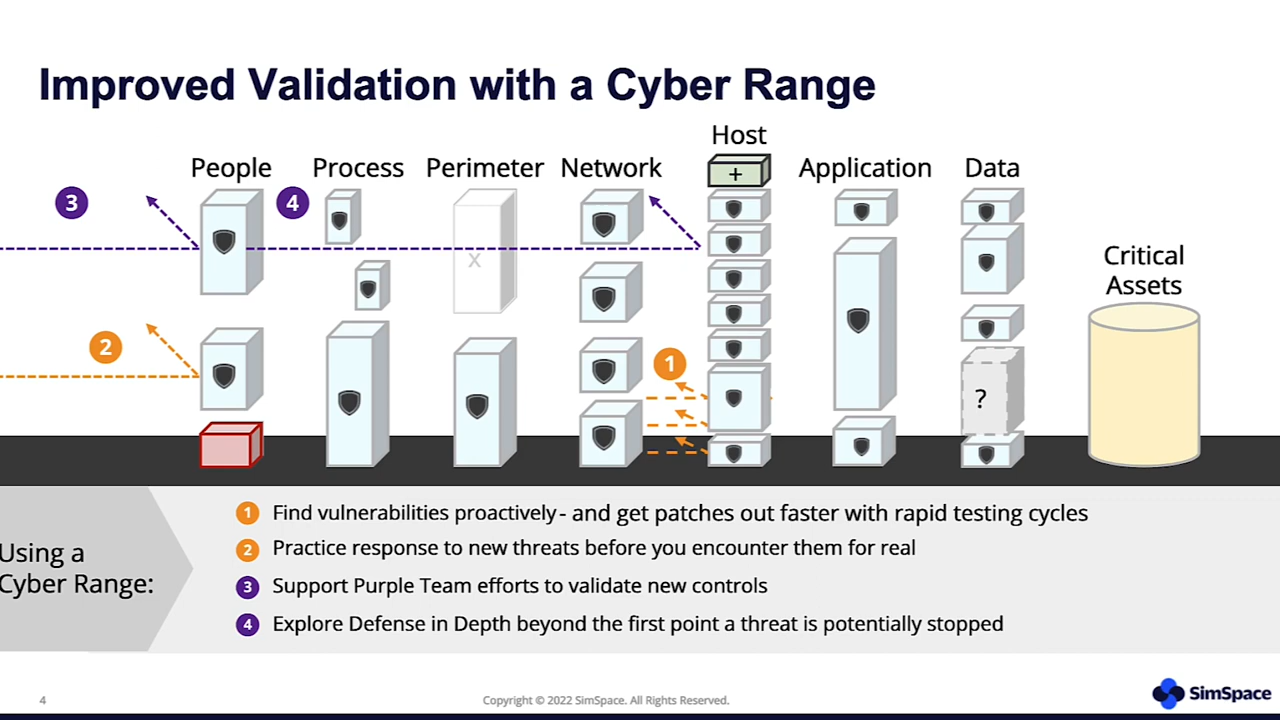 Improved Validation with a Cyber Range
Host
People
Process
Perimeter
Network
Application
Data
+
3
4
X
Critical
Assets
2
1
?
Using a
Cyber Range:
1 Find vulnerabilities proactively - and get patches out faster with rapid testing cycles
2 Practice response to new threats before you encounter them for real
3 Support Purple Team efforts to validate new controls
4 Explore Defense in Depth beyond the first point a threat is potentially stopped
4
Copyright © 2022 SimSpace. All Rights Reserved.
SimSpace